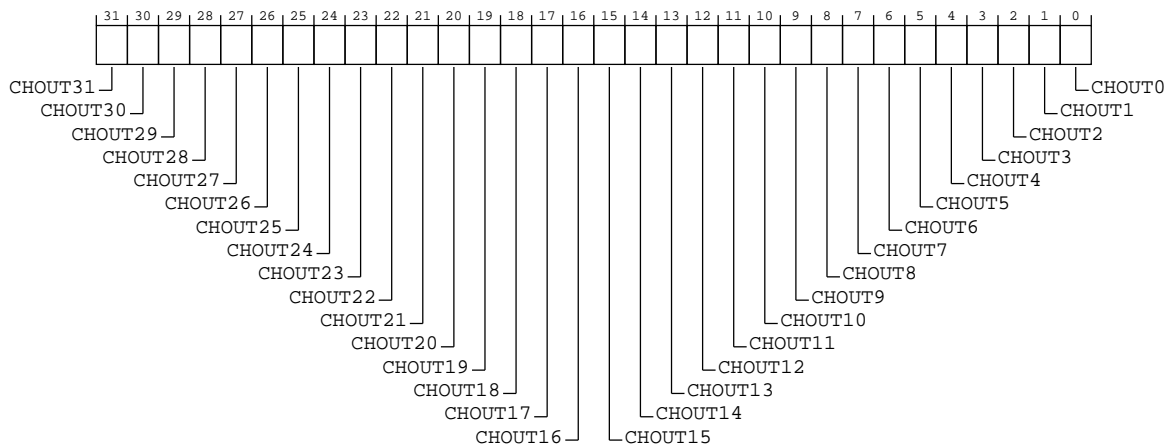 31 30 29 28 27 26 25 24 23 22 21 20 19 18 17 16 15 14 13 12 11 10 9 8 7 6 5 4 3 2 1 0
CHOUT31 CHOUT0
CHOUT30 CHOUT1
CHOUT29 CHOUT2
CHOUT28 CHOUT3
CHOUT27 CHOUT4
CHOUT26 CHOUT5
CHOUT25 CHOUT6
CHOUT24 CHOUT7
CHOUT23 CHOUT8
CHOUT22 CHOUT9
CHOUT21 CHOUT10
CHOUT20 CHOUT11
CHOUT19 CHOUT12
CHOUT18 CHOUT13
CHOUT17 CHOUT14
CHOUT16 CHOUT15